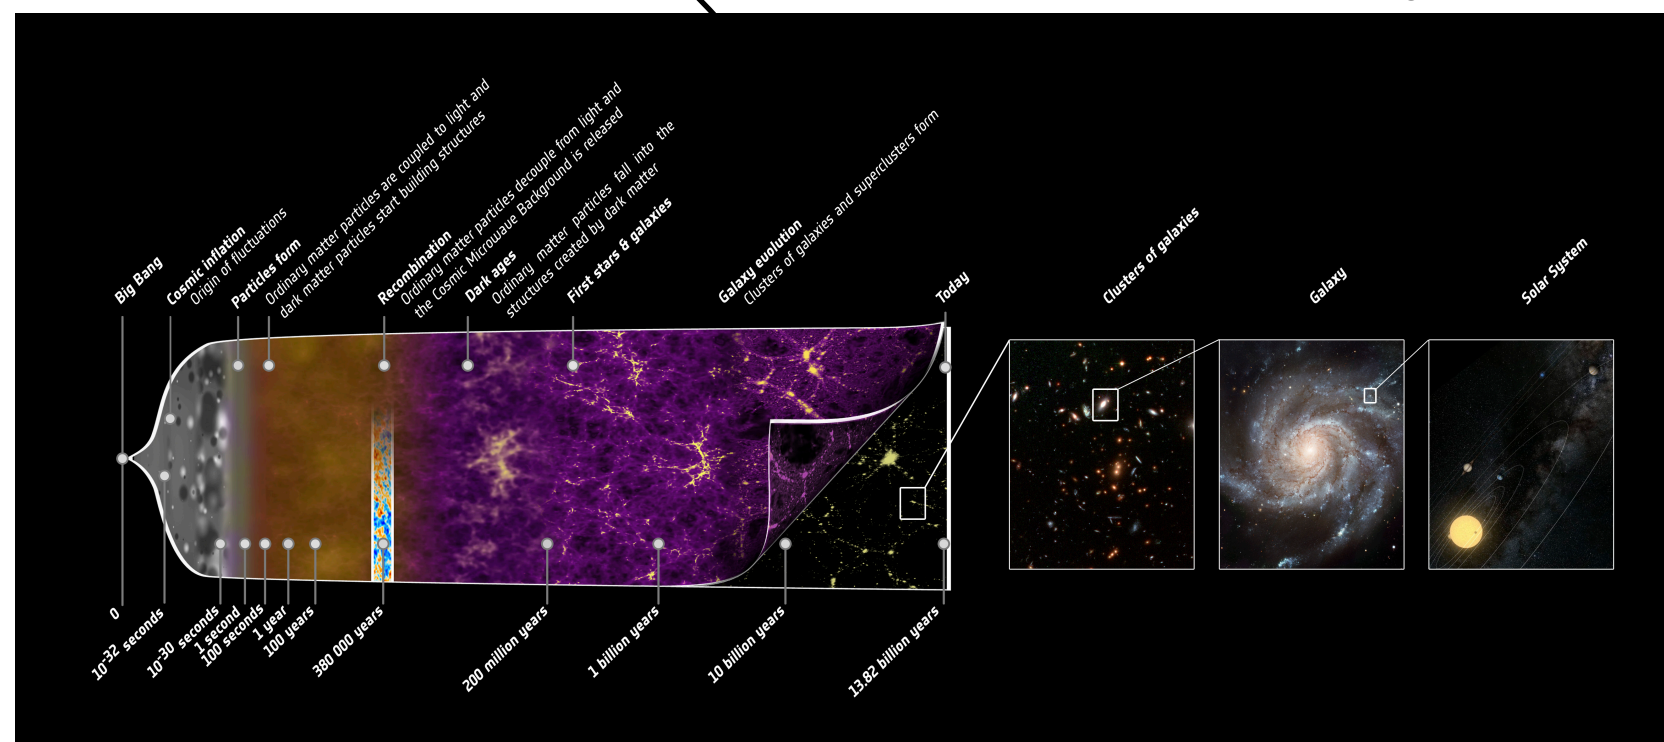 Big Bang
Cosmic inflation
Origin of fluctuations
Particles form
Ordinary matter particles are coupled to light and
dark matter particles start building structures
Recombination
Ordinary matter particles decouple from light and
the Cosmic Microwave Background is released
Dark ages
Ordinary matter particles fall into the
structures created by dark matter
First stars & galaxies
Galaxy evolution
Clusters of galaxies and superclusters form
Today
Clusters of galaxies
Galaxy
Solar System
0
10-32 seconds
10-30 seconds
1 second
100 seconds
1 year
100 years
380 000 years
200 million years
1 billion years
10 billion years
13.82 billion years